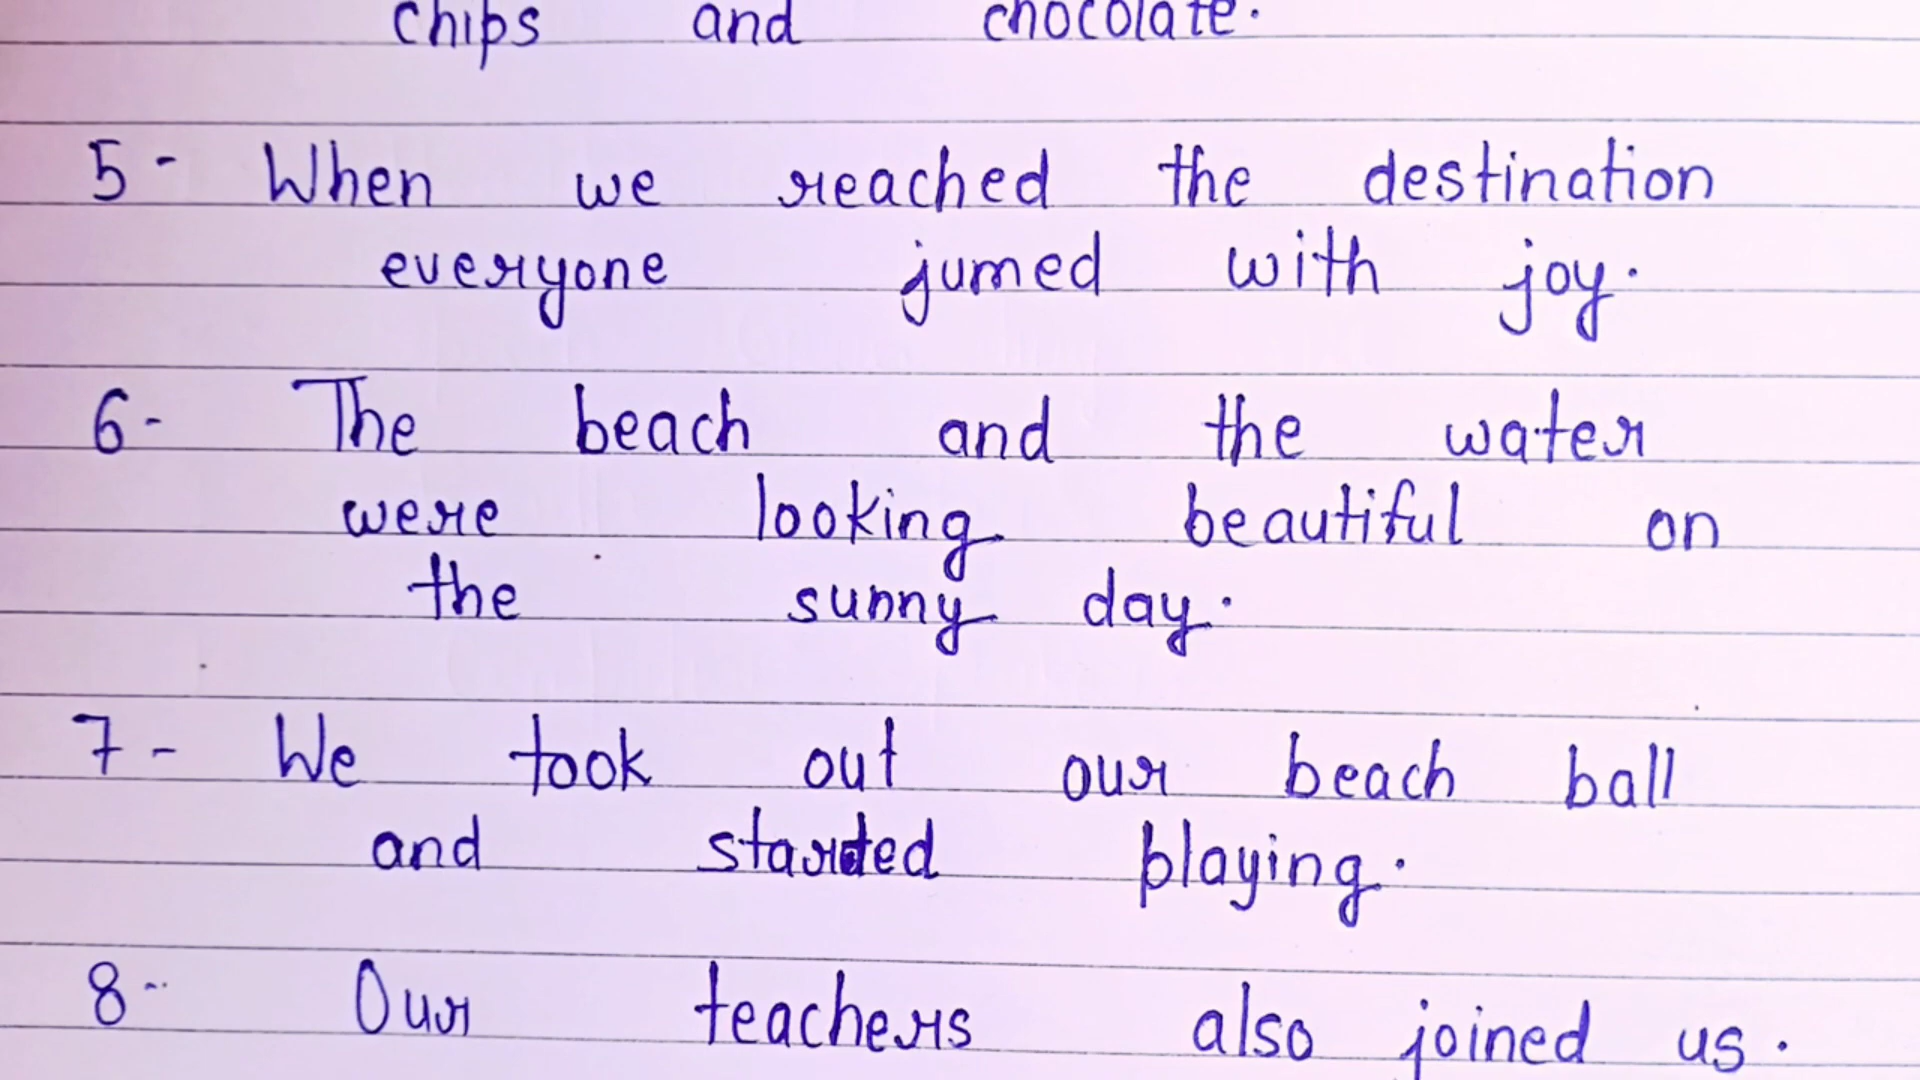 chips and chocolate.
5- When we reached the destination
everyone jumed with joy.
6- The beach and the water
were looking beautiful on
the sunny day.
7- We took out our beach ball
and started playing.
8- Our teachers also joined us.